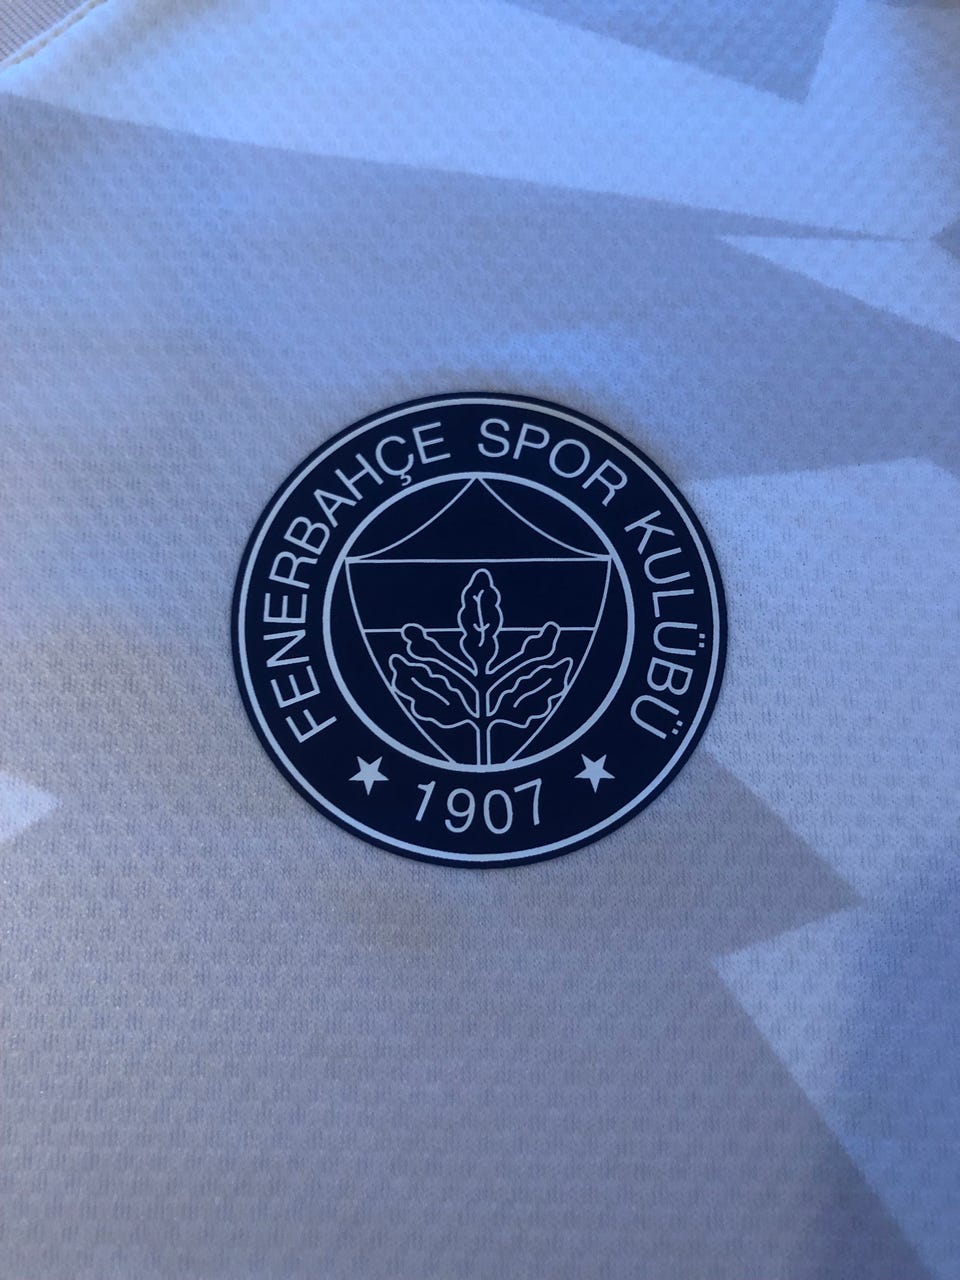 FENERBAHÇE SPOR KULÜBÜ
1907